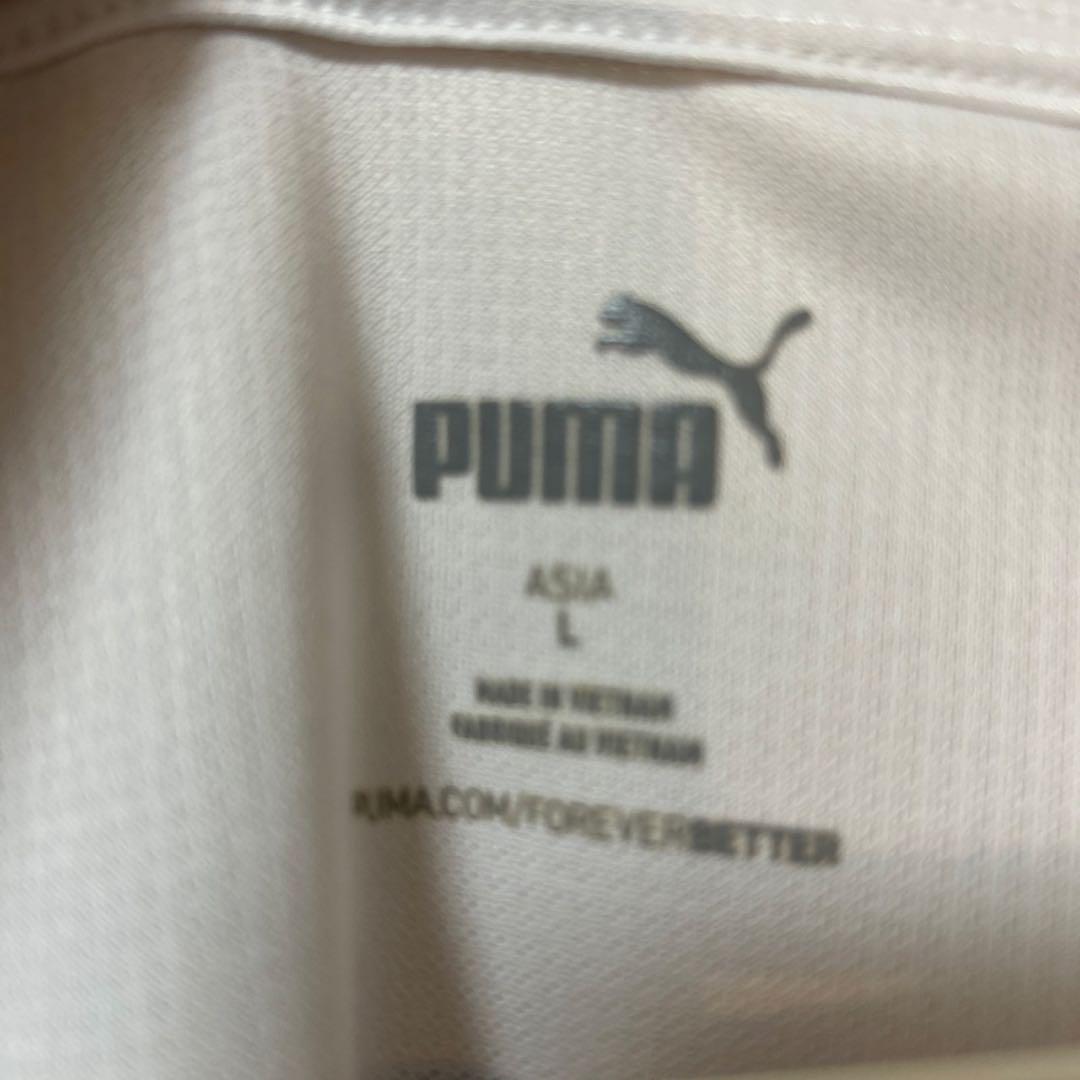 PUMA
ASIA
L
MADE IN VIETNAM
FABRIQUÉ AU VIETNAM
PUMA.COM/FOREVERBETTER